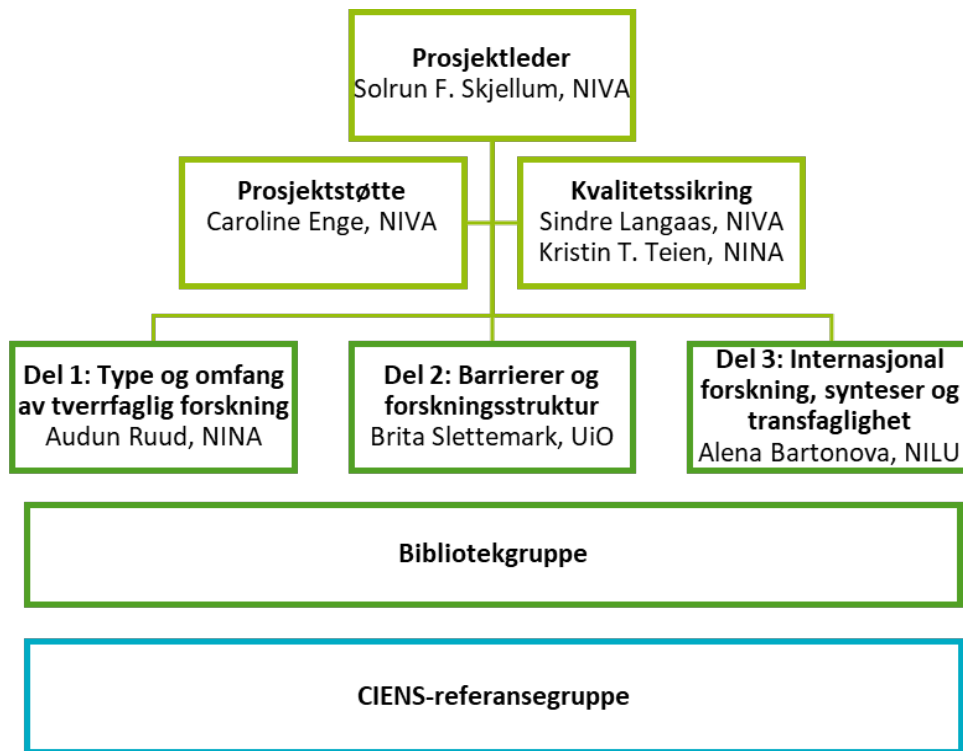 Prosjektleder
Solrun F. Skjellum, NIVA
Prosjektstøtte
Caroline Enge, NIVA
Kvalitetssikring
Sindre Langaas, NIVA
Kristin T. Teien, NINA
Del 1: Type og omfang
av tverrfaglig forskning
Audun Ruud, NINA
Del 2: Barrierer og
forskningsstruktur
Brita Slettemark, UiO
Del 3: Internasjonal
forskning, synteser og
transfaglighet
Alena Bartonova, NILU
Bibliotekgruppe
CIENS-referansegruppe